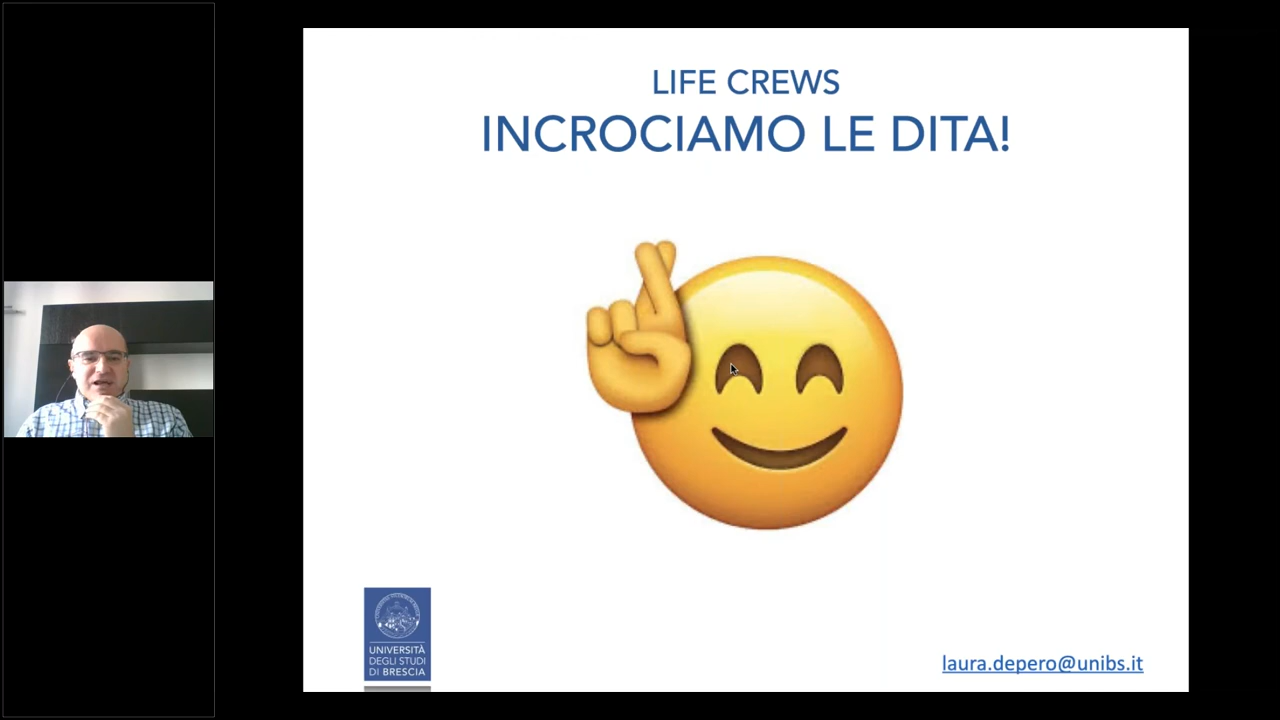 LIFE CREWS
INCROCIAMO LE DITA!
UNIVERSITÀ
DEGLI STUDI
DI BRESCIA
laura.depero@unibs.it